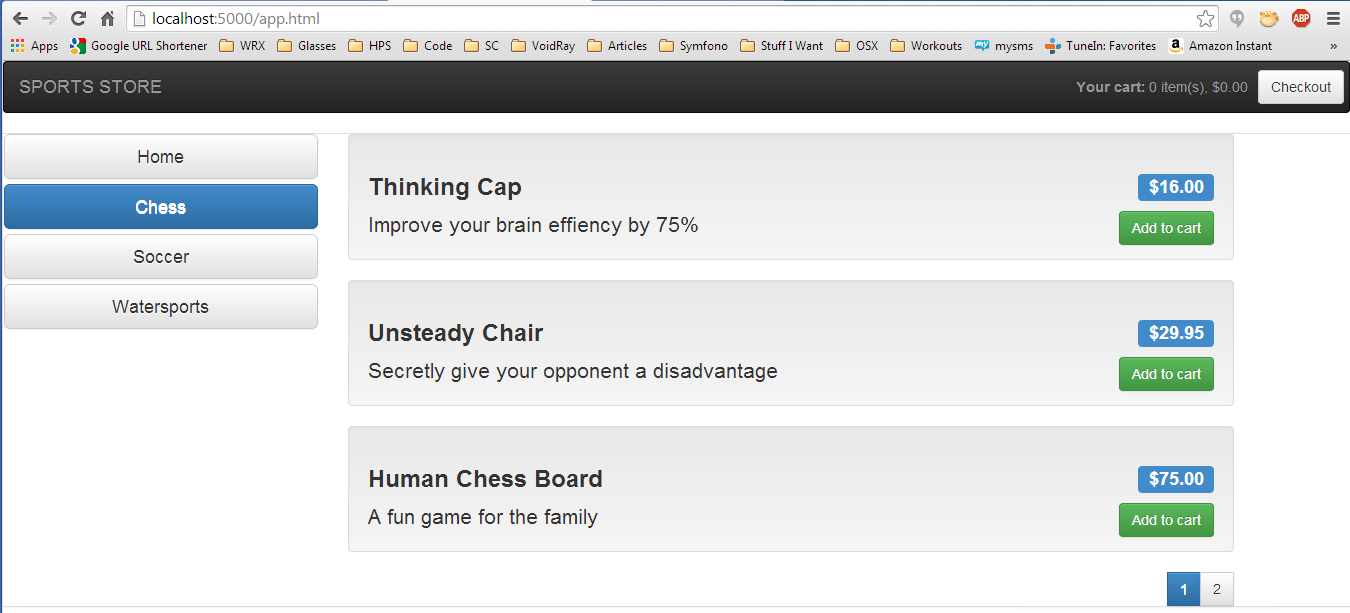 localhost:5000/app.html
ABP
Apps Google URL Shortener WRX Glasses HPS Code SC VoidRay Articles Symfono Stuff I Want OSX Workouts my mysms TuneIn: Favorites a Amazon Instant »
SPORTS STORE
Your cart: 0 item(s), $0.00 Checkout
Home
Chess
Soccer
Watersports
Thinking Cap $16.00
Improve your brain effiency by 75% Add to cart
Unsteady Chair $29.95
Secretly give your opponent a disadvantage Add to cart
Human Chess Board $75.00
A fun game for the family Add to cart
1 2